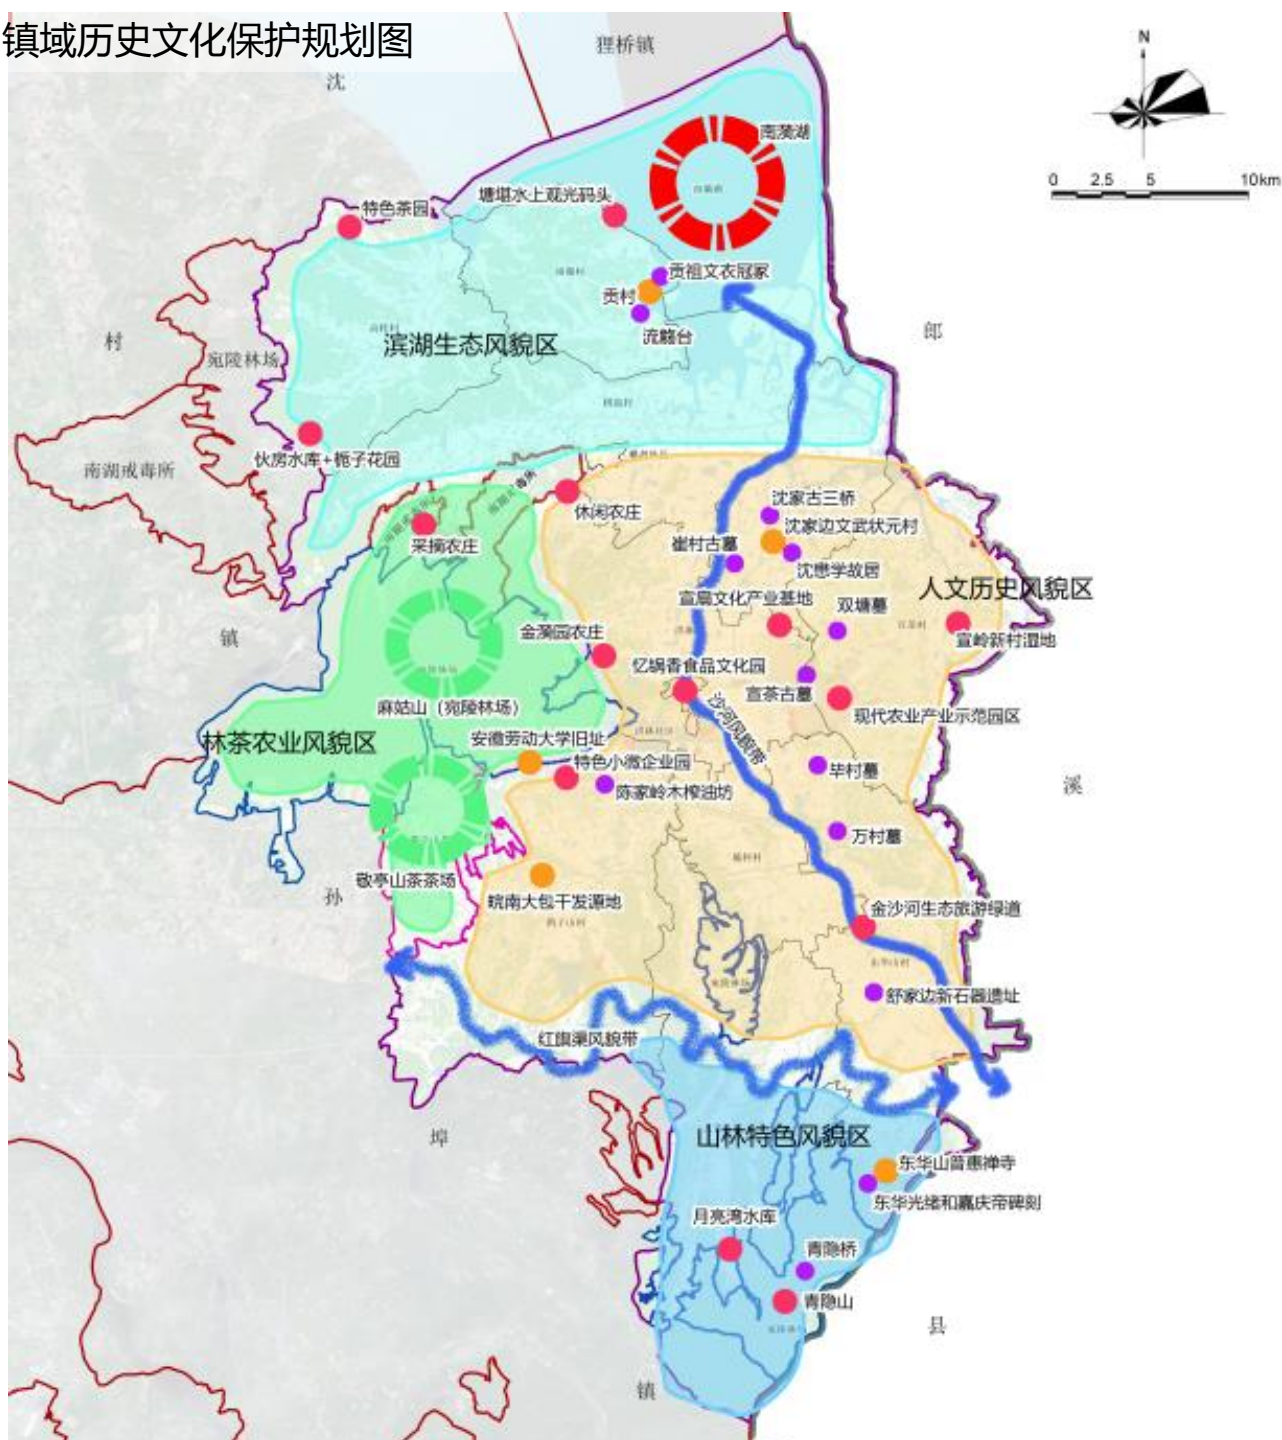 镇域历史文化保护规划图
狸桥镇
沈
N
0 2.5 5 10km
南漪湖
塘堪水上观光码头
特色茶园
贡祖文衣冠冢
贡村
流觞台
郎
村
滨湖生态风貌区
宛陵林场
伙房水库+栀子花园
南湖戒毒所
休闲农庄
沈家古三桥
沈家边文武状元村
采摘农庄
崔村古墓
沈懋学故居
人文历史风貌区
宣扇文化产业基地
双塘墓
镇
金漪园农庄
宣岭新村湿地
忆锅香食品文化园
宣茶古墓
麻姑山（宛陵林场）
现代农业产业示范园区
沙河风貌带
林茶农业风貌区
安徽劳动大学旧址
特色小微企业园
毕村墓
溪
陈家岭木榨油坊
万村墓
敬亭山茶茶场
孙
皖南大包干发源地
金沙河生态旅游绿道
舒家边新石器遗址
红旗渠风貌带
埠
山林特色风貌区
东华山普惠禅寺
东华光绪和嘉庆帝碑刻
月亮湾水库
青隐桥
青隐山
县
镇